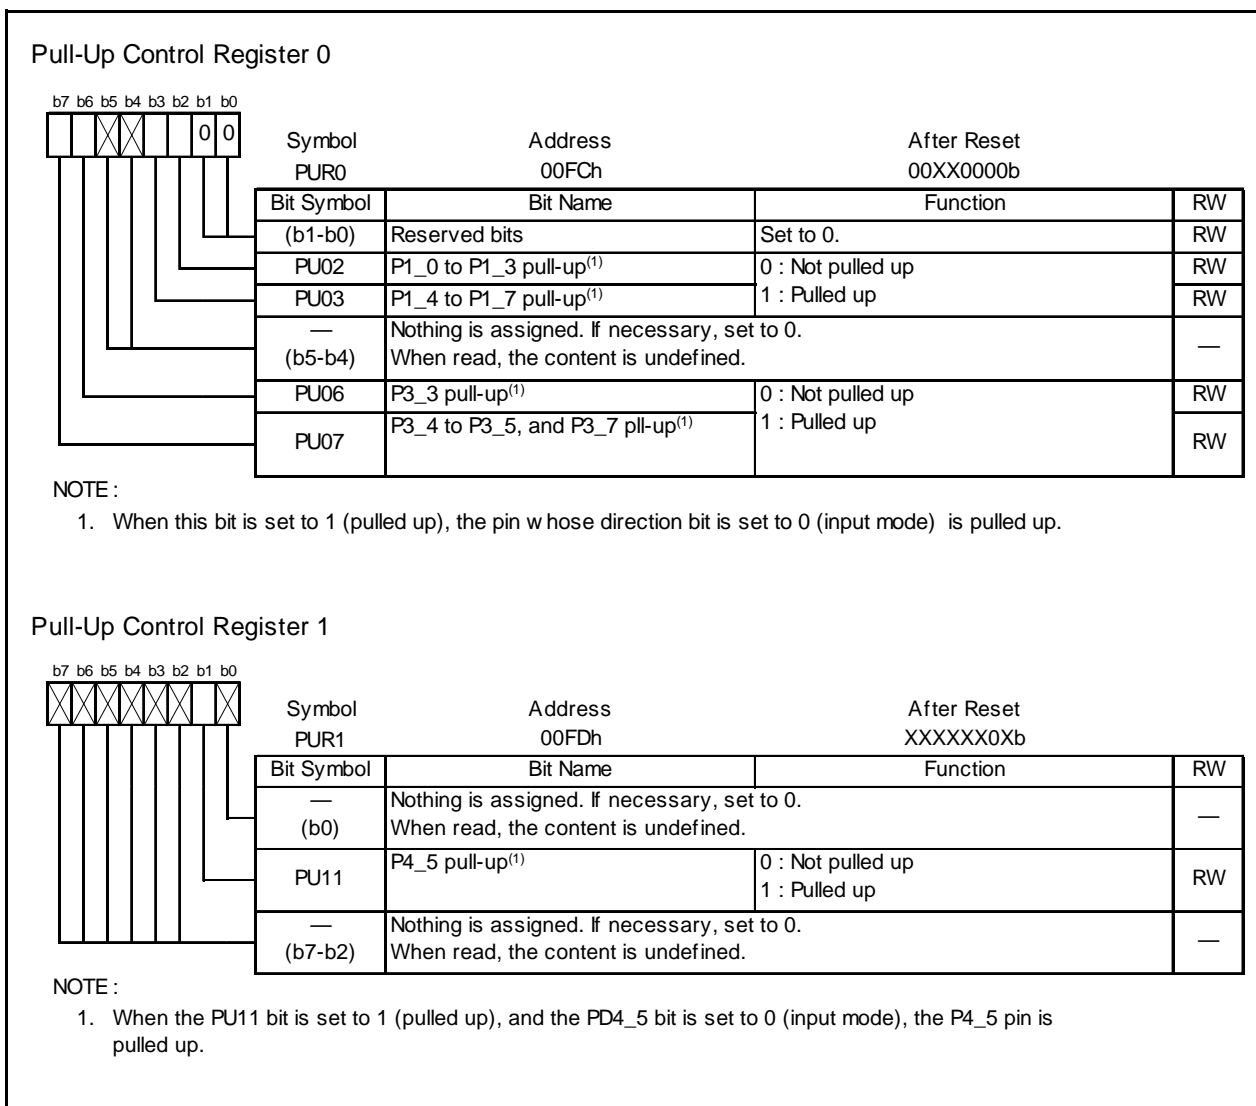 Pull-Up Control Register 0
b7 b6 b5 b4 b3 b2 b1 b0
0 0
Symbol Address After Reset
PUR0 00FCh 00XX0000b
Bit Symbol Bit Name Function RW
(b1-b0) Reserved bits Set to 0. RW
PU02 P1_0 to P1_3 pull-up(1) 0 : Not pulled up RW
PU03 P1_4 to P1_7 pull-up(1) 1 : Pulled up RW
— Nothing is assigned. If necessary, set to 0.
(b5-b4) When read, the content is undefined. —
PU06 P3_3 pull-up(1) 0 : Not pulled up RW
PU07 P3_4 to P3_5, and P3_7 pll-up(1) 1 : Pulled up RW
NOTE :
1. When this bit is set to 1 (pulled up), the pin whose direction bit is set to 0 (input mode) is pulled up.
Pull-Up Control Register 1
b7 b6 b5 b4 b3 b2 b1 b0
Symbol Address After Reset
PUR1 00FDh XXXXXX0Xb
Bit Symbol Bit Name Function RW
— Nothing is assigned. If necessary, set to 0.
(b0) When read, the content is undefined. —
PU11 P4_5 pull-up(1) 0 : Not pulled up RW
1 : Pulled up
— Nothing is assigned. If necessary, set to 0.
(b7-b2) When read, the content is undefined. —
NOTE :
1. When the PU11 bit is set to 1 (pulled up), and the PD4_5 bit is set to 0 (input mode), the P4_5 pin is
pulled up.